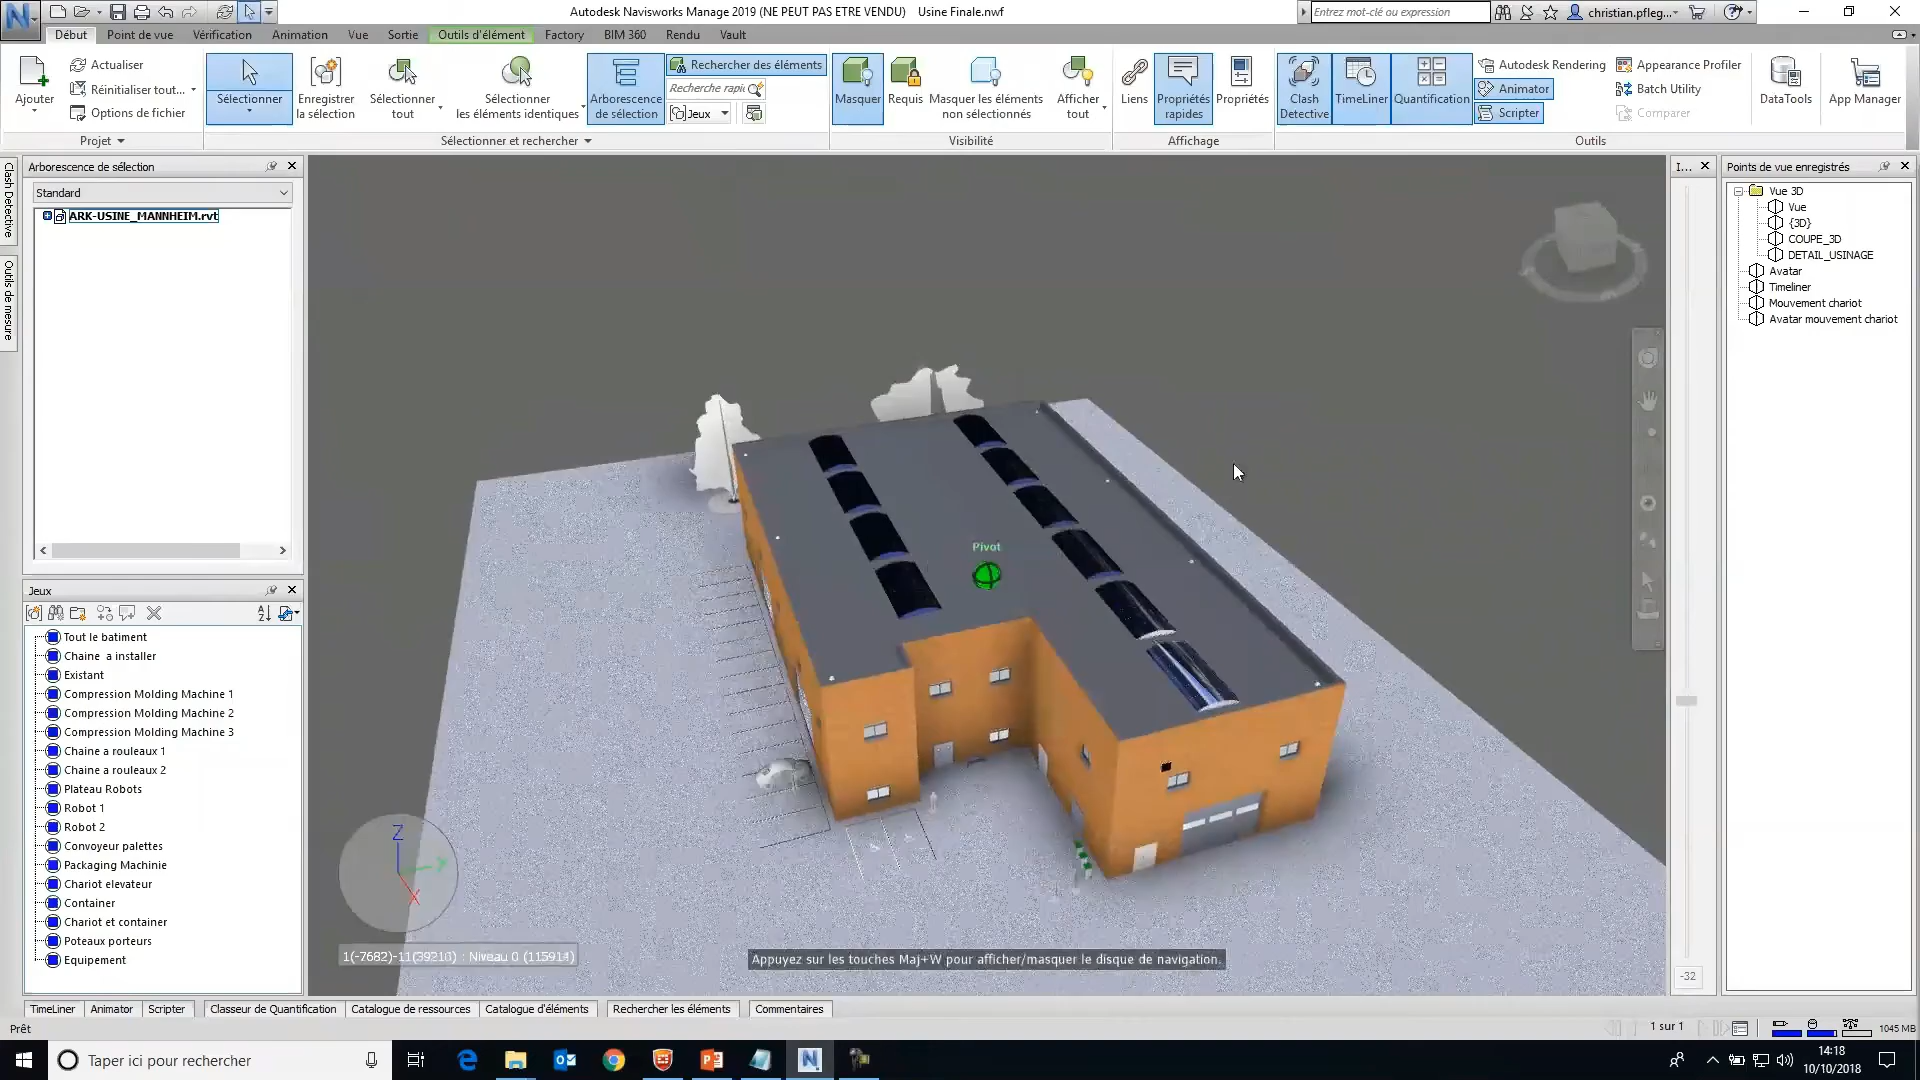 Autodesk Navisworks Manage 2019 (NE PEUT PAS ETRE VENDU) Usine Finale.nwf
Entrez mot-clé ou expression
christian.pfleg...
Début Point de vue Vérification Animation Vue Sortie Outils d'élément Factory BIM 360 Rendu Vault
Ajouter
Actualiser
Réinitialiser tout...
Options de fichier
Projet
Sélectionner
Enregistrer la sélection
Sélectionner tout
Sélectionner les éléments identiques
Arborescence de sélection
Rechercher des éléments
Recherche rapi
Jeux
Sélectionner et rechercher
Masquer
Requis
Masquer les éléments non sélectionnés
Afficher tout
Visibilité
Liens
Propriétés rapides
Propriétés
Affichage
Clash Detective
TimeLiner
Quantification
Autodesk Rendering
Animator
Scripter
Appearance Profiler
Batch Utility
Comparer
Outils
DataTools
App Manager
Clash Detective
Outils de mesure
Arborescence de sélection
Standard
ARK-USINE_MANNHEIM.rvt
Jeux
Tout le batiment
Chaine a installer
Existant
Compression Molding Machine 1
Compression Molding Machine 2
Compression Molding Machine 3
Chaine a rouleaux 1
Chaine a rouleaux 2
Plateau Robots
Robot 1
Robot 2
Convoyeur palettes
Packaging Machinie
Chariot elevateur
Container
Chariot et container
Poteaux porteurs
Equipement
Pivot
Z
X
1(-7682)-11(39210) : Niveau 0 (115914)
Appuyez sur les touches Maj+W pour afficher/masquer le disque de navigation.
I...
-32
Points de vue enregistrés
Vue 3D
Vue
{3D}
COUPE_3D
DETAIL_USINAGE
Avatar
Timeliner
Mouvement chariot
Avatar mouvement chariot
TimeLiner Animator Scripter Classeur de Quantification Catalogue de ressources Catalogue d'éléments Rechercher les éléments Commentaires
Prêt
1 sur 1
1045 MB
Taper ici pour rechercher
14:18
10/10/2018